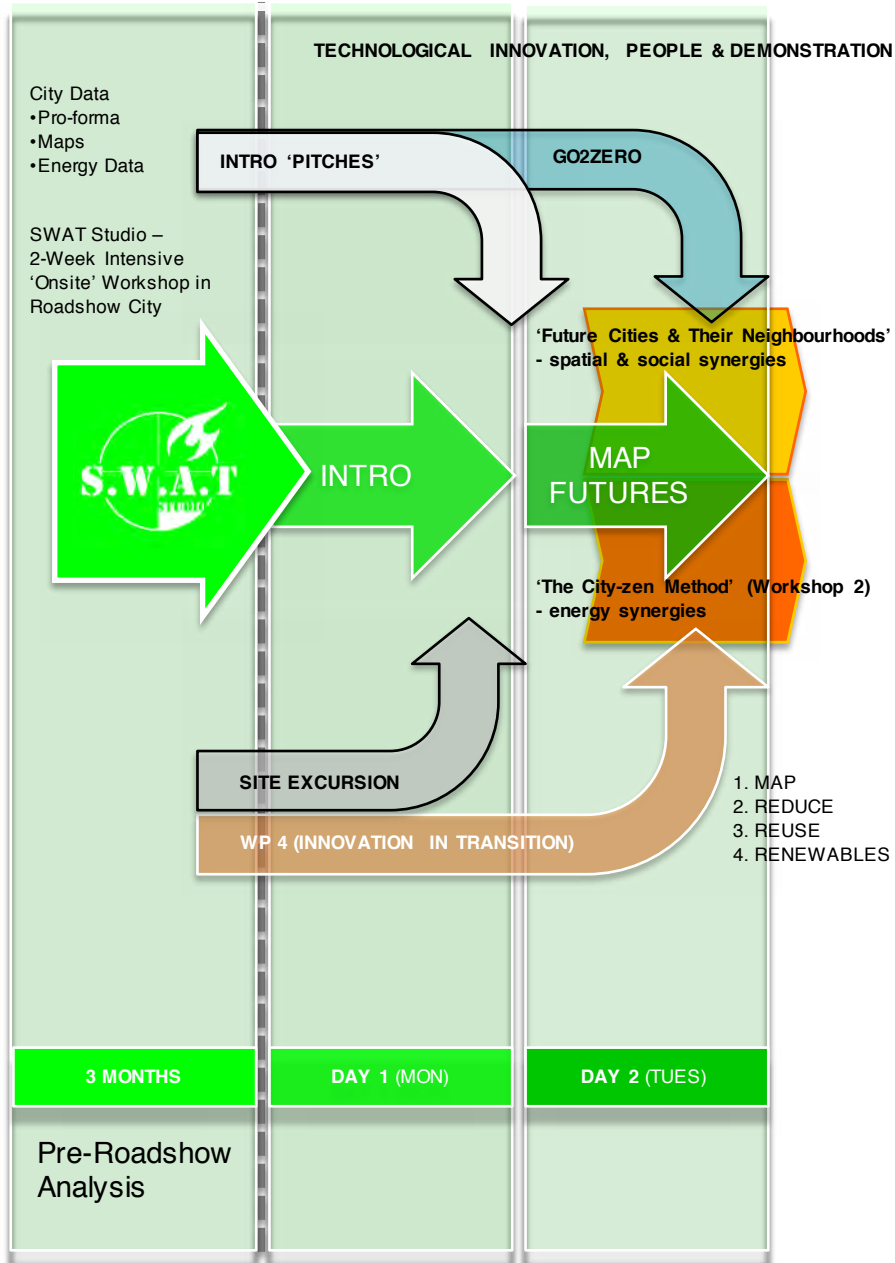 TECHNOLOGICAL INNOVATION, PEOPLE & DEMONSTRATION
City Data
•Pro-forma
•Maps
•Energy Data
SWAT Studio –
2-Week Intensive
'Onsite' Workshop in
Roadshow City
INTRO 'PITCHES'
GO2ZERO
'Future Cities & Their Neighbourhoods'
- spatial & social synergies
S.W.A.T
STUDIO
INTRO
MAP
FUTURES
'The City-zen Method' (Workshop 2)
- energy synergies
SITE EXCURSION
WP 4 (INNOVATION IN TRANSITION)
1. MAP
2. REDUCE
3. REUSE
4. RENEWABLES
3 MONTHS
DAY 1 (MON)
DAY 2 (TUES)
Pre-Roadshow
Analysis